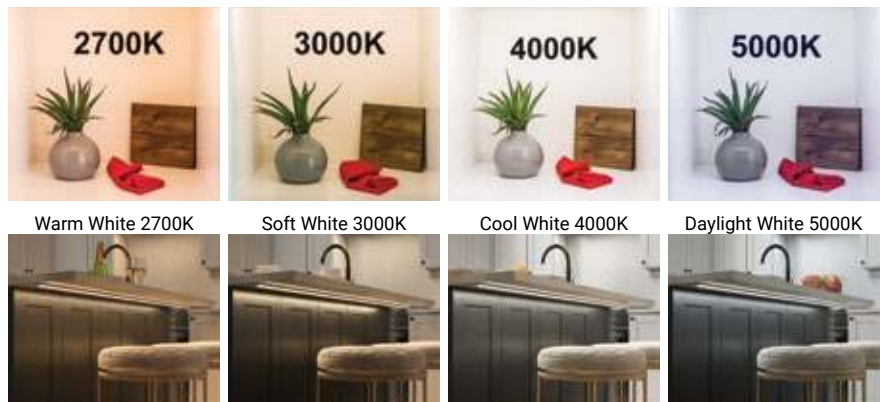 2700K
3000K
4000K
5000K
Warm White 2700K
Soft White 3000K
Cool White 4000K
Daylight White 5000K